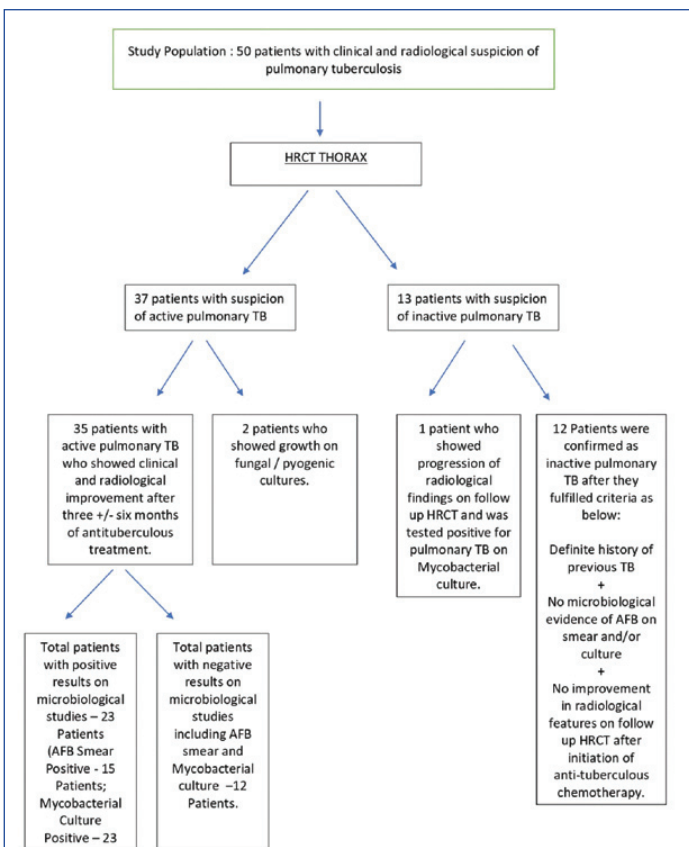 Study Population : 50 patients with clinical and radiological suspicion of
pulmonary tuberculosis
HRCT THORAX
37 patients with suspicion
of active pulmonary TB
13 patients with suspicion
of inactive pulmonary TB
35 patients with
active pulmonary TB
who showed clinical
and radiological
improvement after
three +/- six months
of antituberculous
treatment.
2 patients who
showed growth on
fungal / pyogenic
cultures.
1 patient who
showed
progression of
radiological
findings on follow
up HRCT and was
tested positive for
pulmonary TB on
Mycobacterial
culture.
12 Patients were
confirmed as
inactive pulmonary
TB after they
fulfilled criteria as
below:
Definite history of
previous TB
+
No microbiological
evidence of AFB on
smear and/or
culture
+
No improvement
in radiological
features on follow
up HRCT after
initiation of
anti-tuberculous
chemotherapy.
Total patients
with positive
results on
microbiological
studies – 23
Patients
(AFB Smear
Positive - 15
Patients;
Mycobacterial
Culture
Positive – 23
Total patients
with negative
results on
microbiological
studies
including AFB
smear and
Mycobacterial
culture –12
Patients.